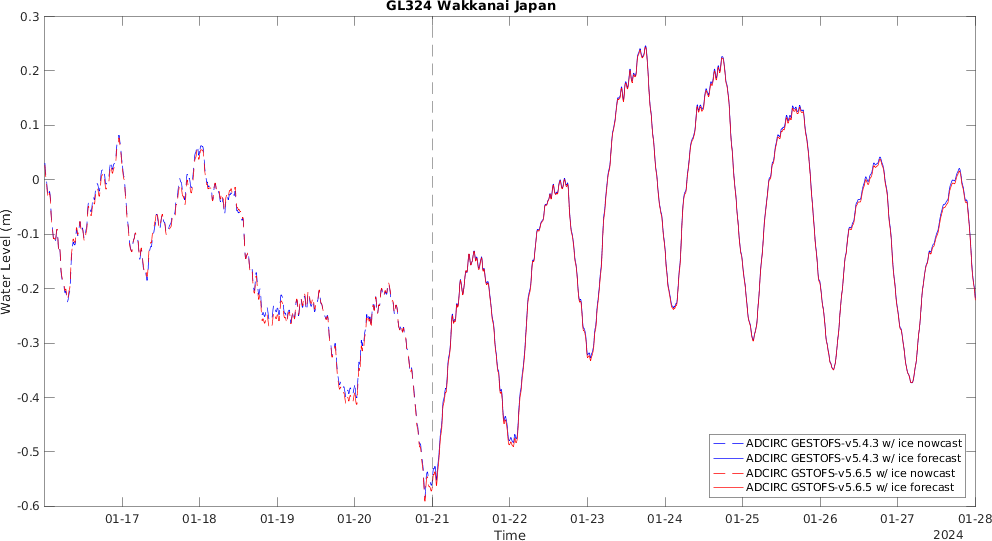 GL324 Wakkanai Japan
0.3
0.2
0.1
0
-0.1
-0.2
-0.3
-0.4
-0.5
-0.6
Water Level (m)
ADCIRC GESTOFS-v5.4.3 w/ ice nowcast
ADCIRC GESTOFS-v5.4.3 w/ ice forecast
ADCIRC GSTOFS-v5.6.5 w/ ice nowcast
ADCIRC GSTOFS-v5.6.5 w/ ice forecast
01-17 01-18 01-19 01-20 01-21 01-22 01-23 01-24 01-25 01-26 01-27 01-28
Time
2024